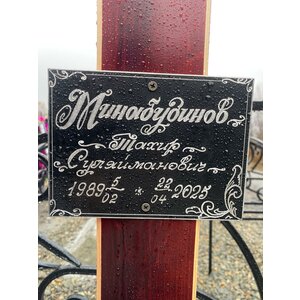 Минабудинов
Тахир
Сулейманович
1989 5/02 * 22/04 2025